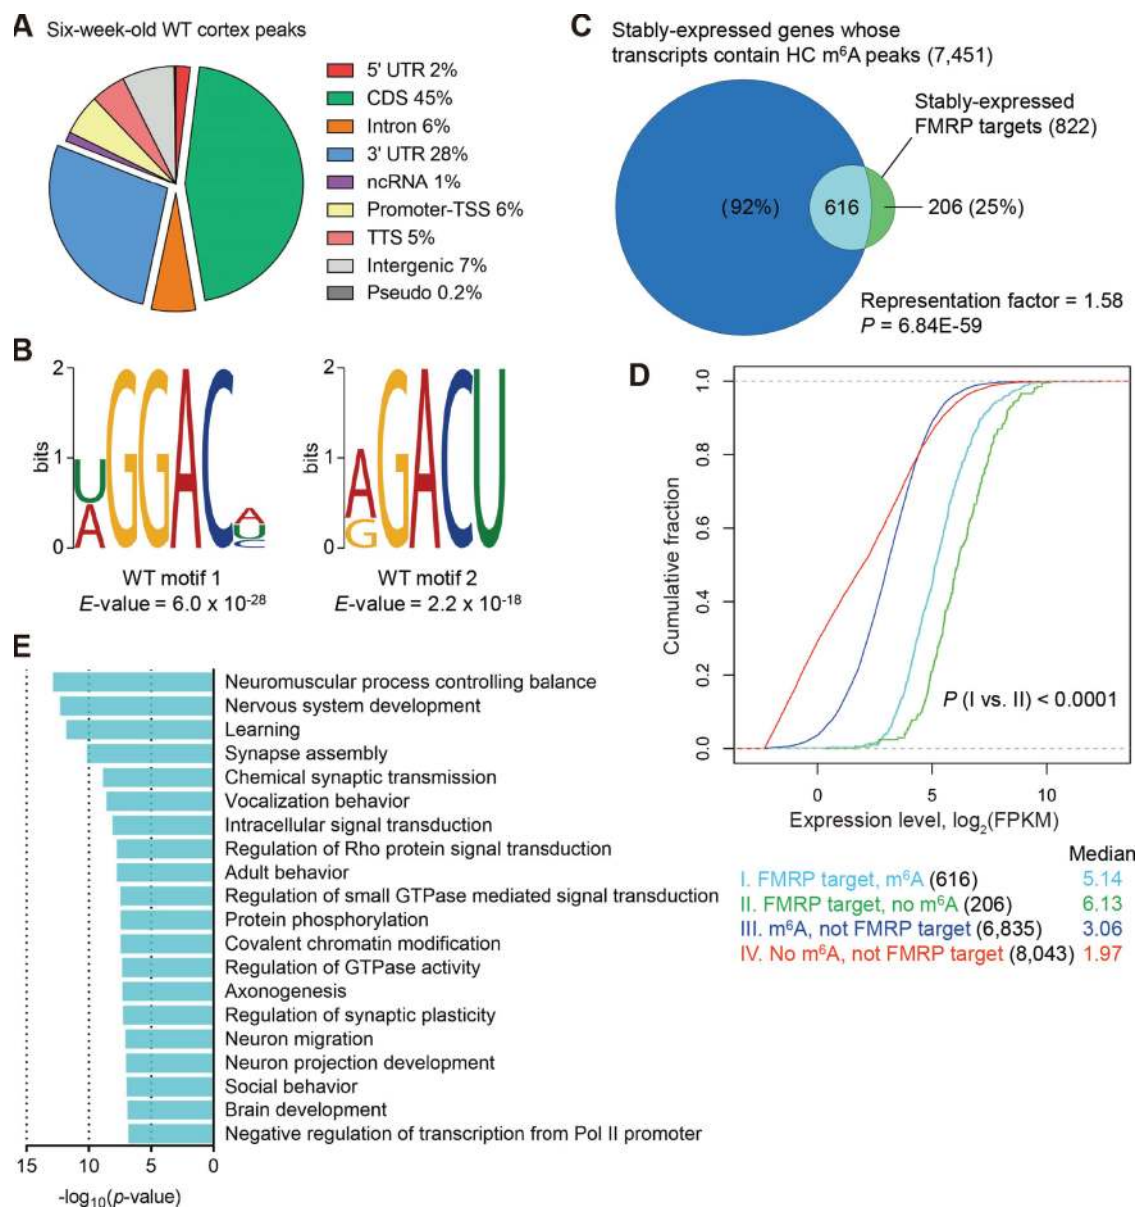 A Six-week-old WT cortex peaks
5' UTR 2%
CDS 45%
Intron 6%
3' UTR 28%
ncRNA 1%
Promoter-TSS 6%
TTS 5%
Intergenic 7%
Pseudo 0.2%
B
2
1
0
bits
U
A
GGAC
A
U
C
WT motif 1
E-value = 6.0 x 10⁻²⁸
2
1
0
bits
A
G
GACU
WT motif 2
E-value = 2.2 x 10⁻¹⁸
C Stably-expressed genes whose
transcripts contain HC m⁶A peaks (7,451)
Stably-expressed
FMRP targets (822)
(92%)
616
206 (25%)
Representation factor = 1.58
P = 6.84E-59
D
1.0
0.8
0.6
0.4
0.2
0.0
Cumulative fraction
P (I vs. II) < 0.0001
0 5 10
Expression level, log₂(FPKM)
Median
I. FMRP target, m⁶A (616) 5.14
II. FMRP target, no m⁶A (206) 6.13
III. m⁶A, not FMRP target (6,835) 3.06
IV. No m⁶A, not FMRP target (8,043) 1.97
E
Neuromuscular process controlling balance
Nervous system development
Learning
Synapse assembly
Chemical synaptic transmission
Vocalization behavior
Intracellular signal transduction
Regulation of Rho protein signal transduction
Adult behavior
Regulation of small GTPase mediated signal transduction
Protein phosphorylation
Covalent chromatin modification
Regulation of GTPase activity
Axonogenesis
Regulation of synaptic plasticity
Neuron migration
Neuron projection development
Social behavior
Brain development
Negative regulation of transcription from Pol II promoter
15 10 5 0
-log₁₀(p-value)